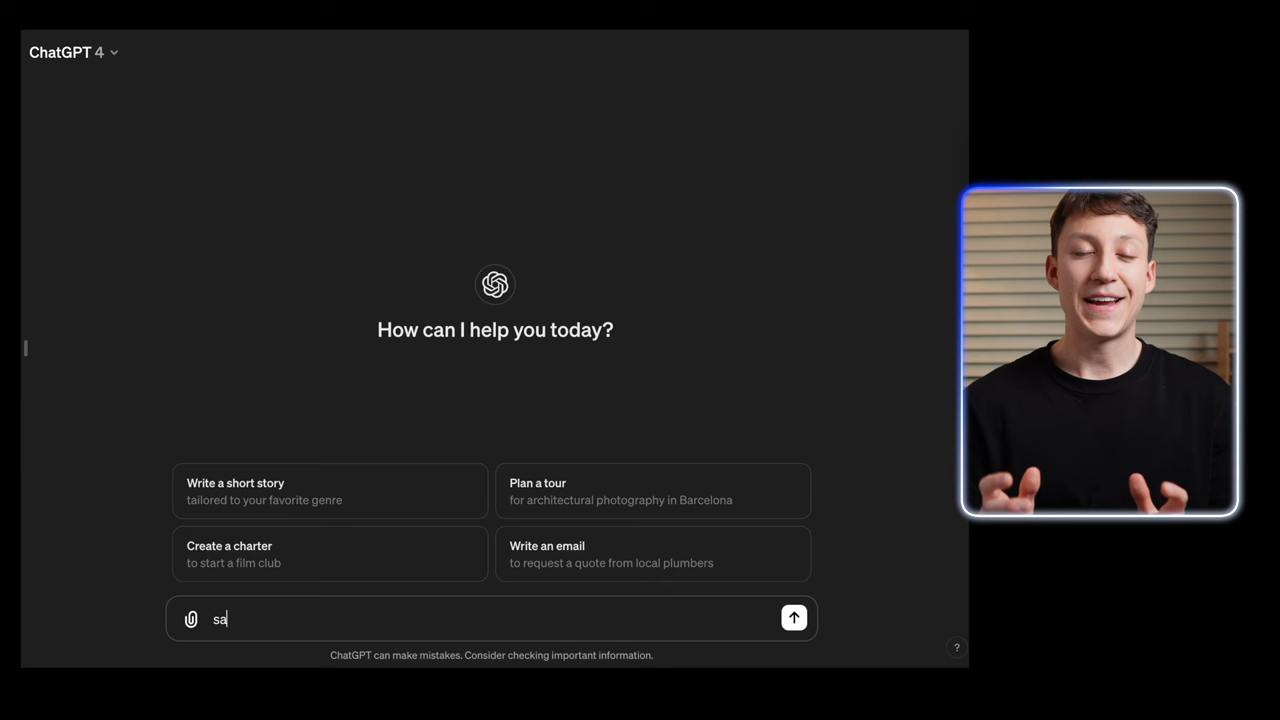 ChatGPT 4
How can I help you today?
Write a short story
tailored to your favorite genre
Plan a tour
for architectural photography in Barcelona
Create a charter
to start a film club
Write an email
to request a quote from local plumbers
sa
ChatGPT can make mistakes. Consider checking important information.
?